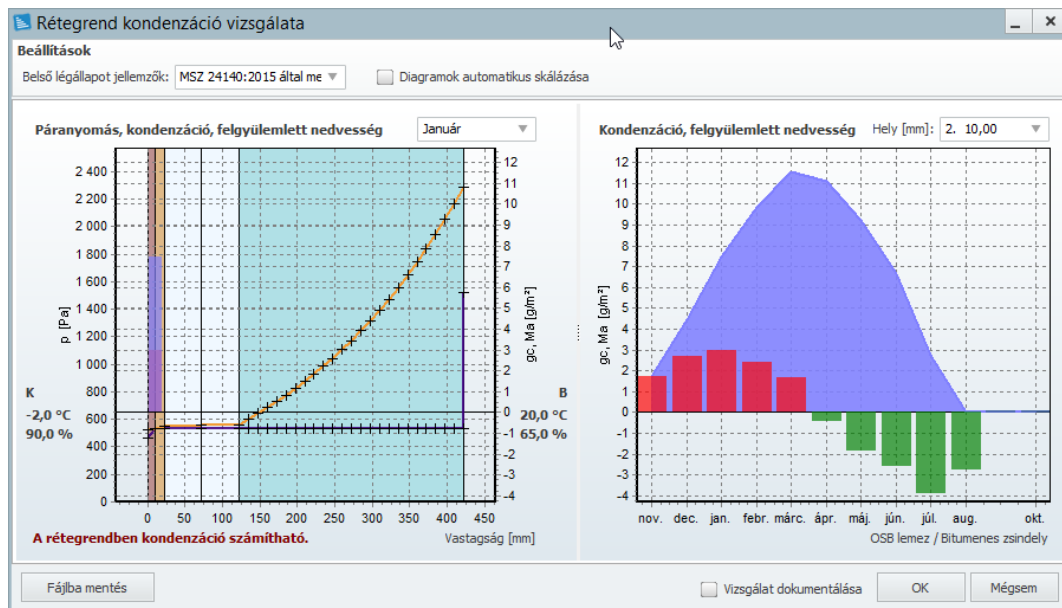 Rétegrend kondenzáció vizsgálata
Beállítások
Belső légállapot jellemzők: MSZ 24140:2015 által me
Diagramok automatikus skálázása
Páranyomás, kondenzáció, felgyülemlett nedvesség
Január
2 400
2 200
2 000
1 800
1 600
1 400
1 200
1 000
800
600
400
200
0
p [Pa]
12
11
10
9
8
7
6
5
4
3
2
1
0
-1
-2
-3
-4
gc, Ma [g/m²]
K
-2,0 °C
90,0 %
B
20,0 °C
65,0 %
0 50 100 150 200 250 300 350 400 450
A rétegrendben kondenzáció számítható.
Vastagság [mm]
Kondenzáció, felgyülemlett nedvesség
Hely [mm]: 2. 10,00
12
11
10
9
8
7
6
5
4
3
2
1
0
-1
-2
-3
-4
gc, Ma [g/m²]
nov. dec. jan. febr. márc. ápr. máj. jún. júl. aug. okt.
OSB lemez / Bitumenes zsindely
Fájlba mentés
Vizsgálat dokumentálása
OK
Mégsem